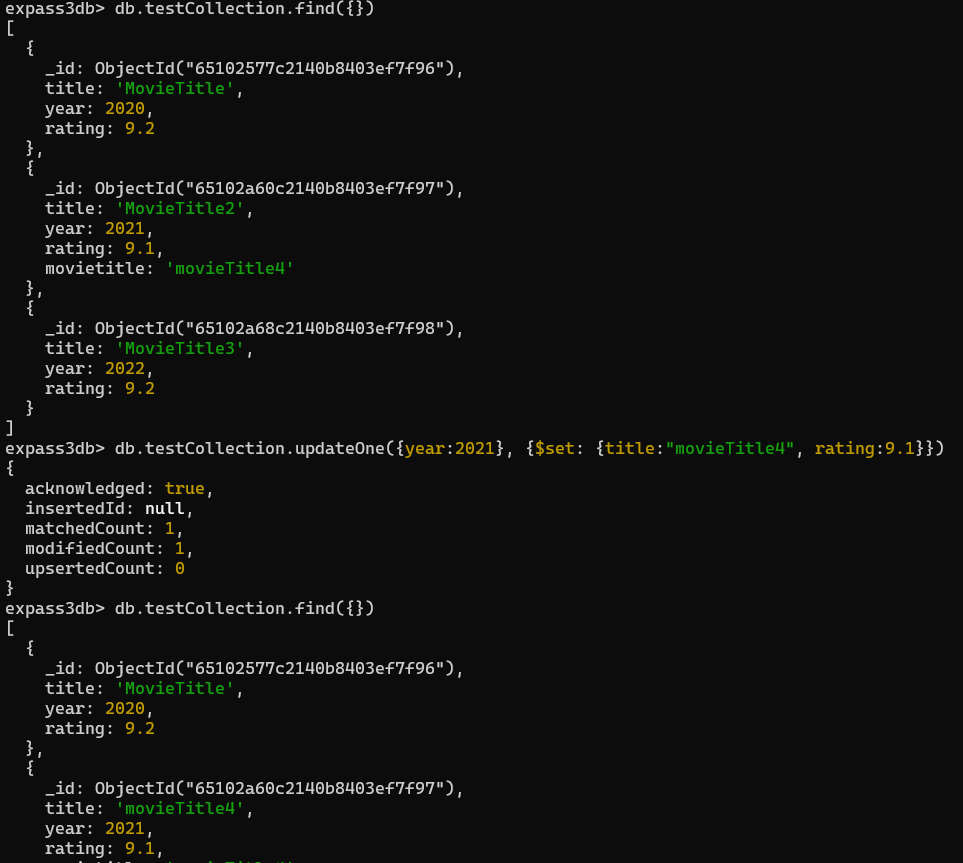 expass3db> db.testCollection.find({})
[
  {
    _id: ObjectId("65102577c2140b8403ef7f96"),
    title: 'MovieTitle',
    year: 2020,
    rating: 9.2
  },
  {
    _id: ObjectId("65102a60c2140b8403ef7f97"),
    title: 'MovieTitle2',
    year: 2021,
    rating: 9.1,
    movietitle: 'movieTitle4'
  },
  {
    _id: ObjectId("65102a68c2140b8403ef7f98"),
    title: 'MovieTitle3',
    year: 2022,
    rating: 9.2
  }
]
expass3db> db.testCollection.updateOne({year:2021}, {$set: {title:"movieTitle4", rating:9.1}})
{
  acknowledged: true,
  insertedId: null,
  matchedCount: 1,
  modifiedCount: 1,
  upsertedCount: 0
}
expass3db> db.testCollection.find({})
[
  {
    _id: ObjectId("65102577c2140b8403ef7f96"),
    title: 'MovieTitle',
    year: 2020,
    rating: 9.2
  },
  {
    _id: ObjectId("65102a60c2140b8403ef7f97"),
    title: 'movieTitle4',
    year: 2021,
    rating: 9.1,